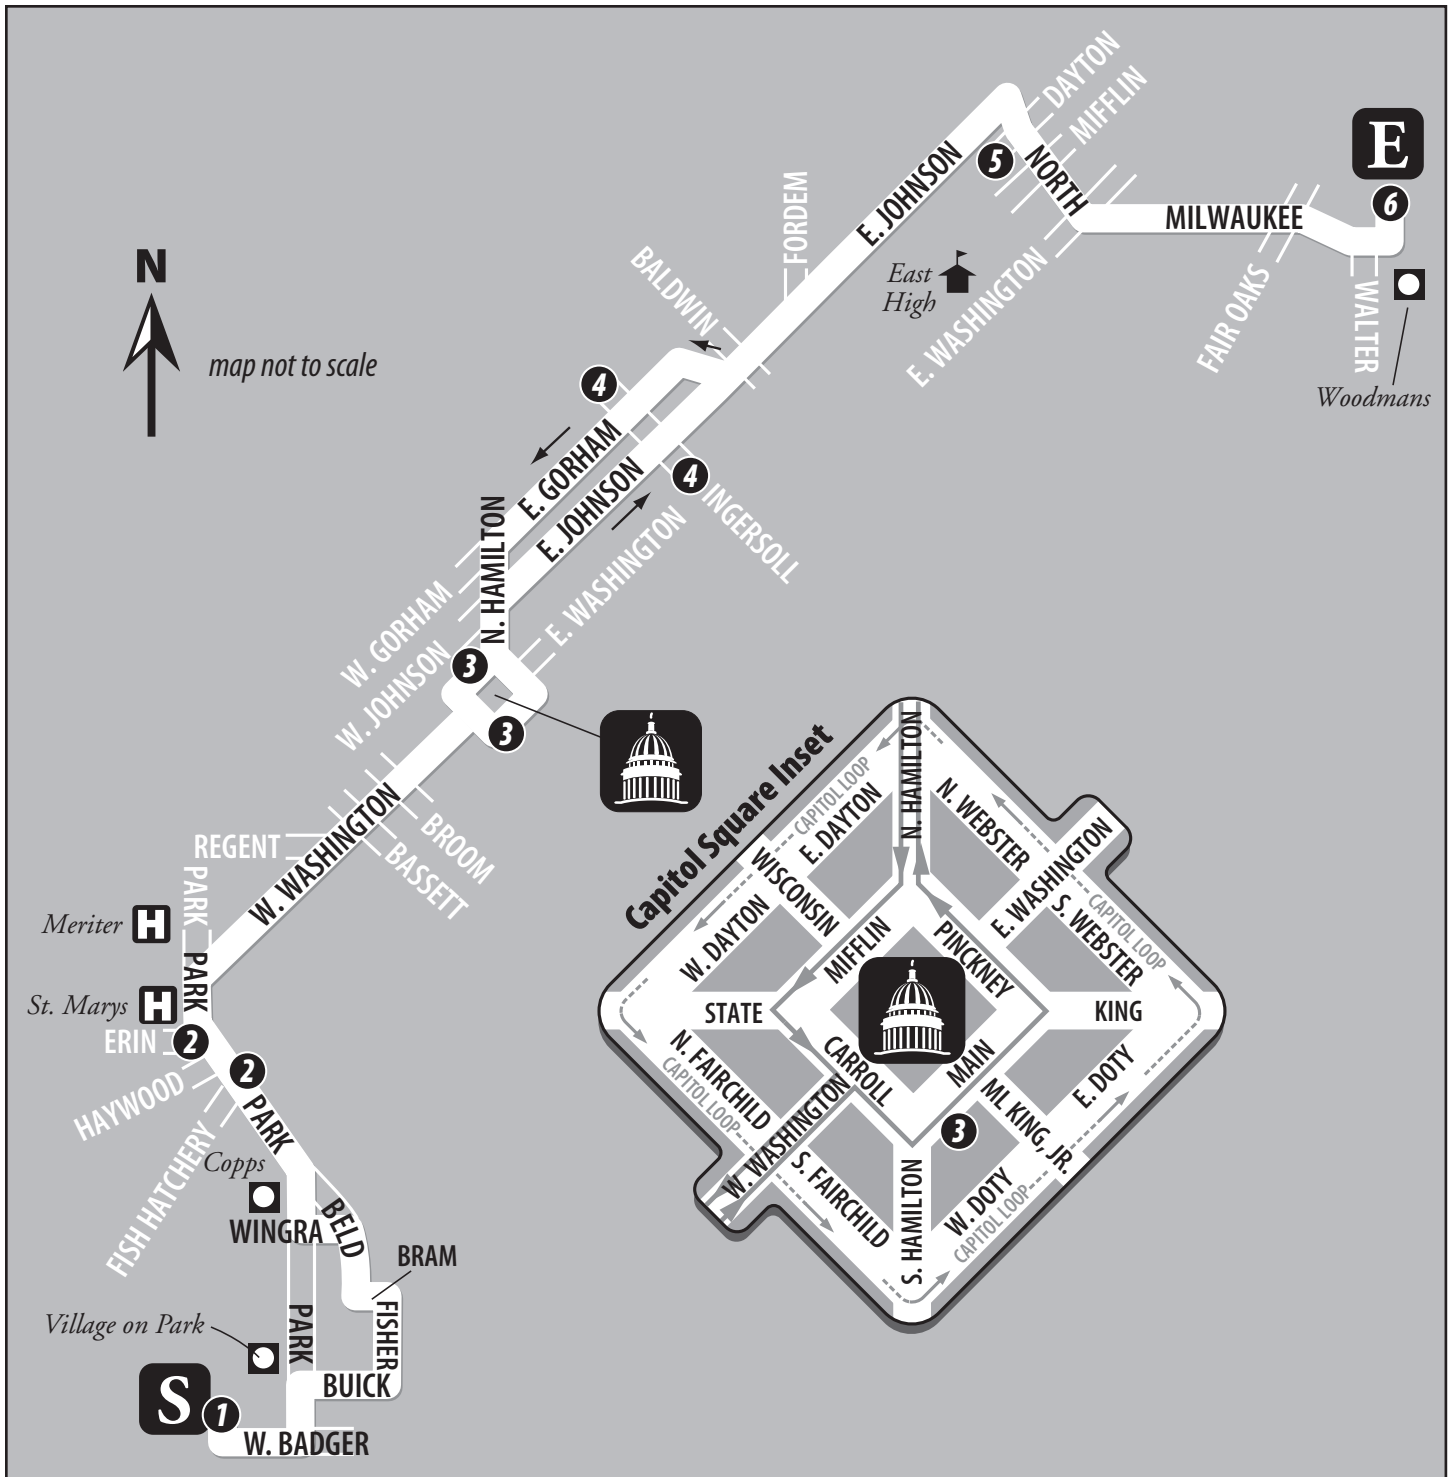 DAYTON
MIFFLIN
E
6
5
NORTH
E. JOHNSON
MILWAUKEE
FORDEM
BALDWIN
East
High
E. WASHINGTON
FAIR OAKS
WALTER
Woodmans
N
map not to scale
4
E. GORHAM
E. JOHNSON
4
INGERSOLL
N. HAMILTON
E. WASHINGTON
W. GORHAM
W. JOHNSON
3
3
W. WASHINGTON
BROOM
BASSETT
REGENT
PARK
Meriter
H
PARK
St. Marys
H
ERIN
2
2
HAYWOOD
PARK
FISH HATCHERY
Copps
WINGRA
BELD
BRAM
PARK
FISHER
Village on Park
BUICK
S
1
W. BADGER
Capitol Square Inset
N. HAMILTON
CAPITOL LOOP
E. DAYTON
N. WEBSTER
E. WASHINGTON
WISCONSIN
W. DAYTON
S. WEBSTER
CAPITOL LOOP
MIFFLIN
PINCKNEY
STATE
KING
CARROLL
MAIN
N. FAIRCHILD
CAPITOL LOOP
W. WASHINGTON
ML KING, JR.
E. DOTY
3
S. FAIRCHILD
S. HAMILTON
W. DOTY
CAPITOL LOOP